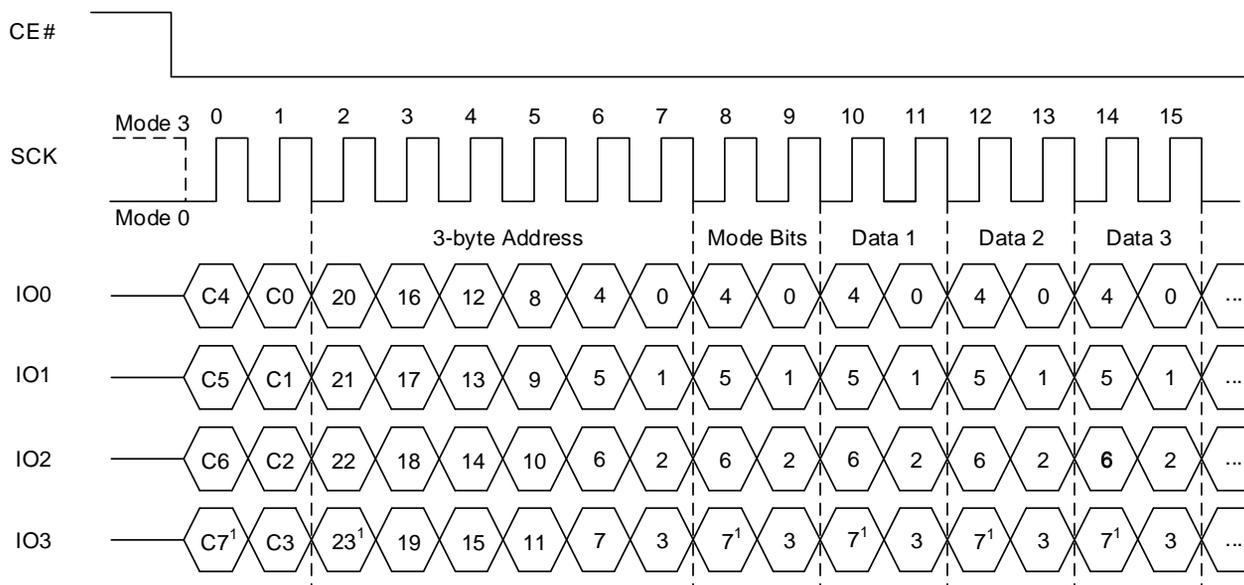 CE#
0 1 2 3 4 5 6 7 8 9 10 11 12 13 14 15
Mode 3
SCK
Mode 0
3-byte Address Mode Bits Data 1 Data 2 Data 3
IO0 C4 C0 20 16 12 8 4 0 4 0 4 0 4 0 4 0 ...
IO1 C5 C1 21 17 13 9 5 1 5 1 5 1 5 1 5 1 ...
IO2 C6 C2 22 18 14 10 6 2 6 2 6 2 6 2 6 2 ...
IO3 C7¹ C3 23¹ 19 15 11 7 3 7¹ 3 7¹ 3 7¹ 3 7¹ 3 ...